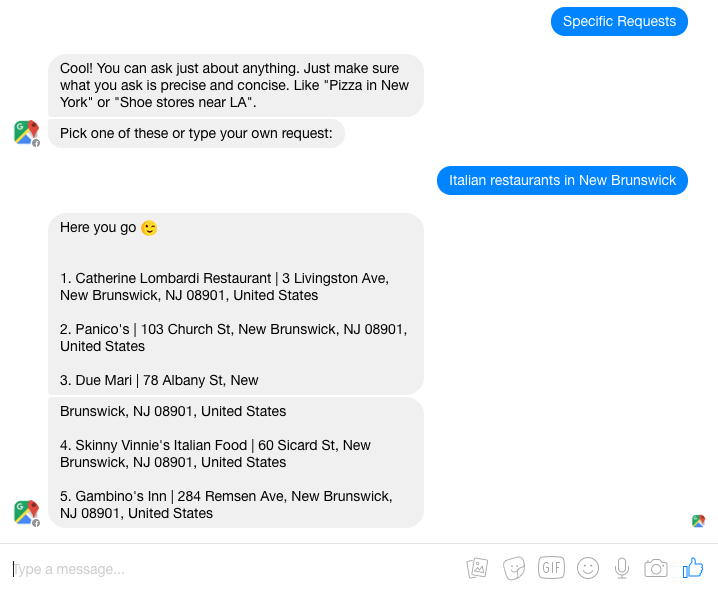 Specific Requests
Cool! You can ask just about anything. Just make sure
what you ask is precise and concise. Like "Pizza in New
York" or "Shoe stores near LA".
Pick one of these or type your own request:
Italian restaurants in New Brunswick
Here you go 😉
1. Catherine Lombardi Restaurant | 3 Livingston Ave,
New Brunswick, NJ 08901, United States
2. Panico's | 103 Church St, New Brunswick, NJ 08901,
United States
3. Due Mari | 78 Albany St, New
Brunswick, NJ 08901, United States
4. Skinny Vinnie's Italian Food | 60 Sicard St, New
Brunswick, NJ 08901, United States
5. Gambino's Inn | 284 Remsen Ave, New Brunswick,
NJ 08901, United States
Type a message...
GIF